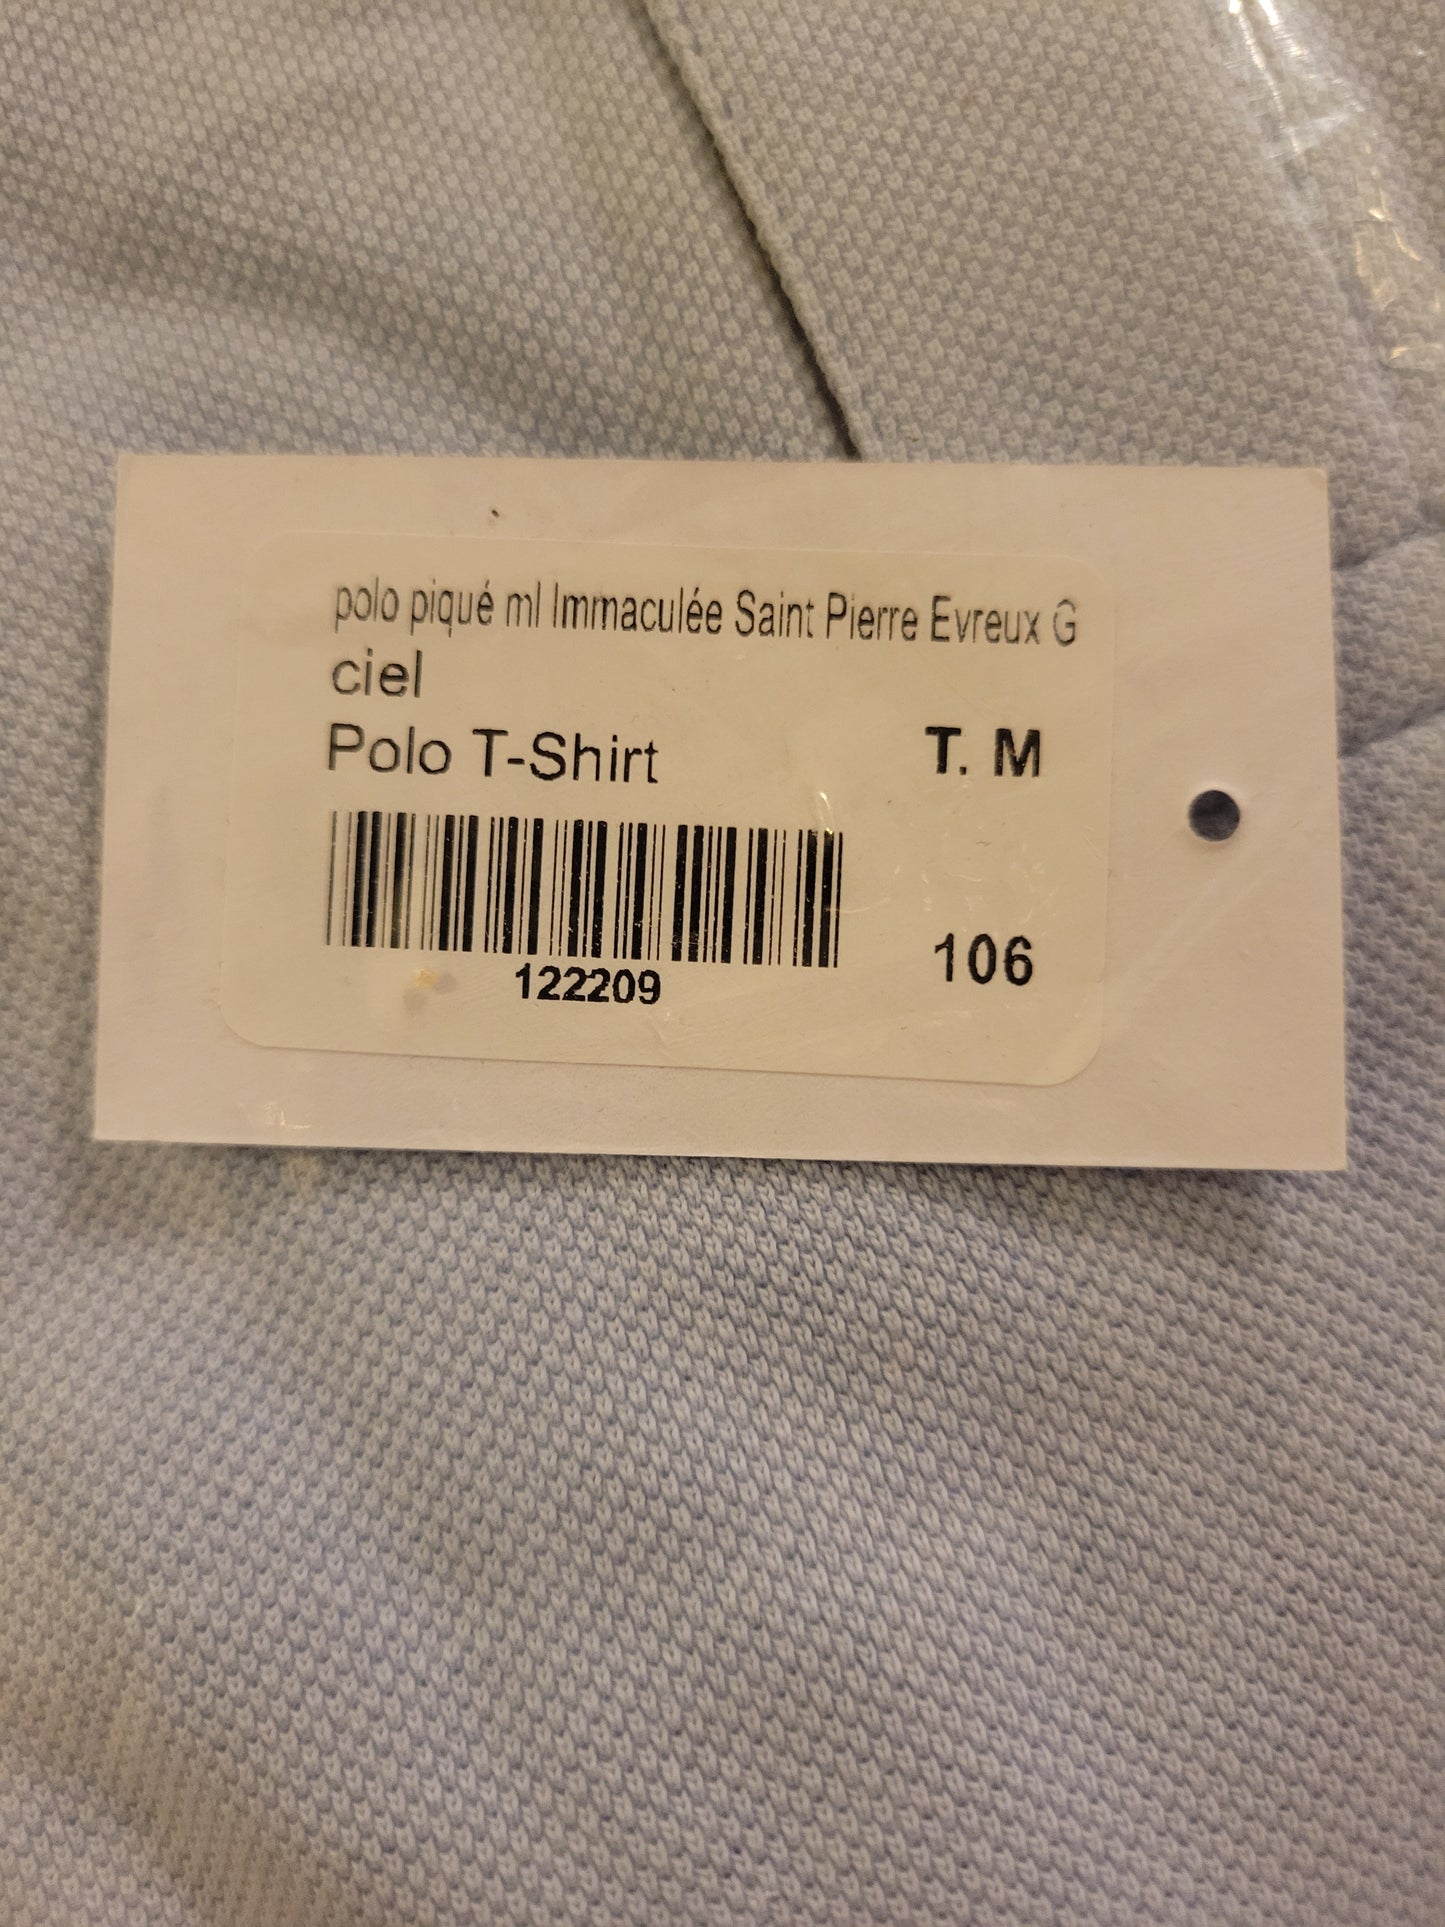 polo piqué ml Immaculée Saint Pierre Evreux G
ciel
Polo T-Shirt T. M
122209 106